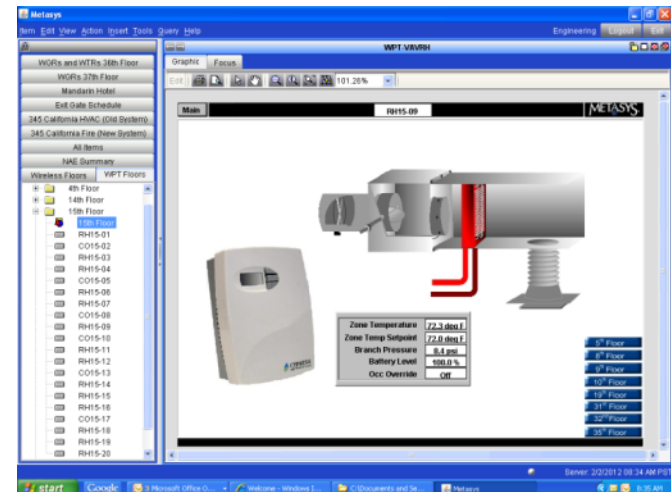 Metasys
Item Edit View Action Insert Tools Query Help
Engineering Logout Exit
WPT-VAVRH
Graphic Focus
Edit 101.26%
WGRs and WTRs 36th Floor
WGRs 37th Floor
Mandarin Hotel
Exit Gate Schedule
345 California HVAC (Old System)
345 California Fire (New System)
All Items
NAE Summary
Wireless Floors WPT Floors
4th Floor
14th Floor
15th Floor
15th Floor
RH15-01
CO15-02
RH15-03
RH15-04
CO15-05
RH15-06
RH15-07
CO15-08
RH15-09
CO15-10
RH15-11
RH15-12
CO15-13
RH15-14
RH15-15
RH15-16
CO15-17
RH15-18
RH15-19
RH15-20
Main
RH15-09
METASYS
Zone Temperature 72.3 deg F
Zone Temp Setpoint 72.0 deg F
Branch Pressure 8.4 psi
Battery Level 100.0 %
Occ Override Off
5th Floor
8th Floor
9th Floor
10th Floor
19th Floor
31st Floor
32nd Floor
35th Floor
Server: 2/2/2012 08:34 AM PST
start Google 3 Microsoft Office O... Welcome - Windows I... C:\Documents and Se... Metasys 8:35 AM